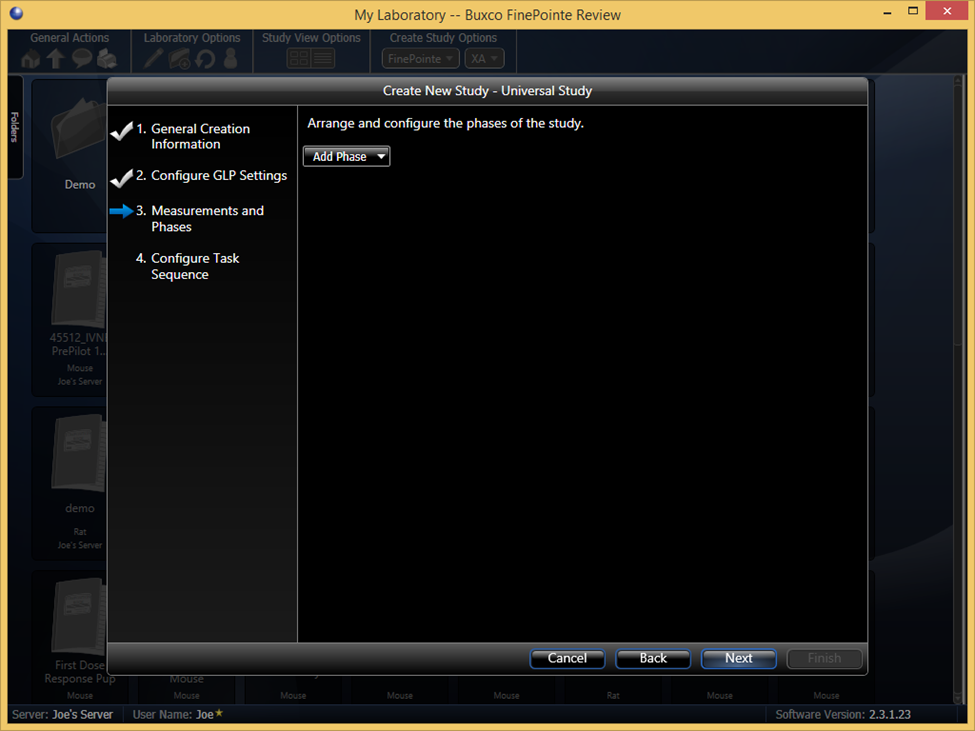 My Laboratory -- Buxco FinePointe Review
General Actions
Laboratory Options
Study View Options
Create Study Options
FinePointe
XA
Folders
Create New Study - Universal Study
1. General Creation
Information
2. Configure GLP Settings
3. Measurements and
Phases
4. Configure Task
Sequence
Arrange and configure the phases of the study.
Add Phase
Demo
45512_IVN
PrePilot 1...
Mouse
Joe's Server
demo
Rat
Joe's Server
First Dose
Response Pup
Mouse
Mouse
Mouse
Mouse
Mouse
Mouse
Rat
Mouse
Mouse
Cancel
Back
Next
Finish
Server: Joe's Server
User Name: Joe*
Software Version: 2.3.1.23